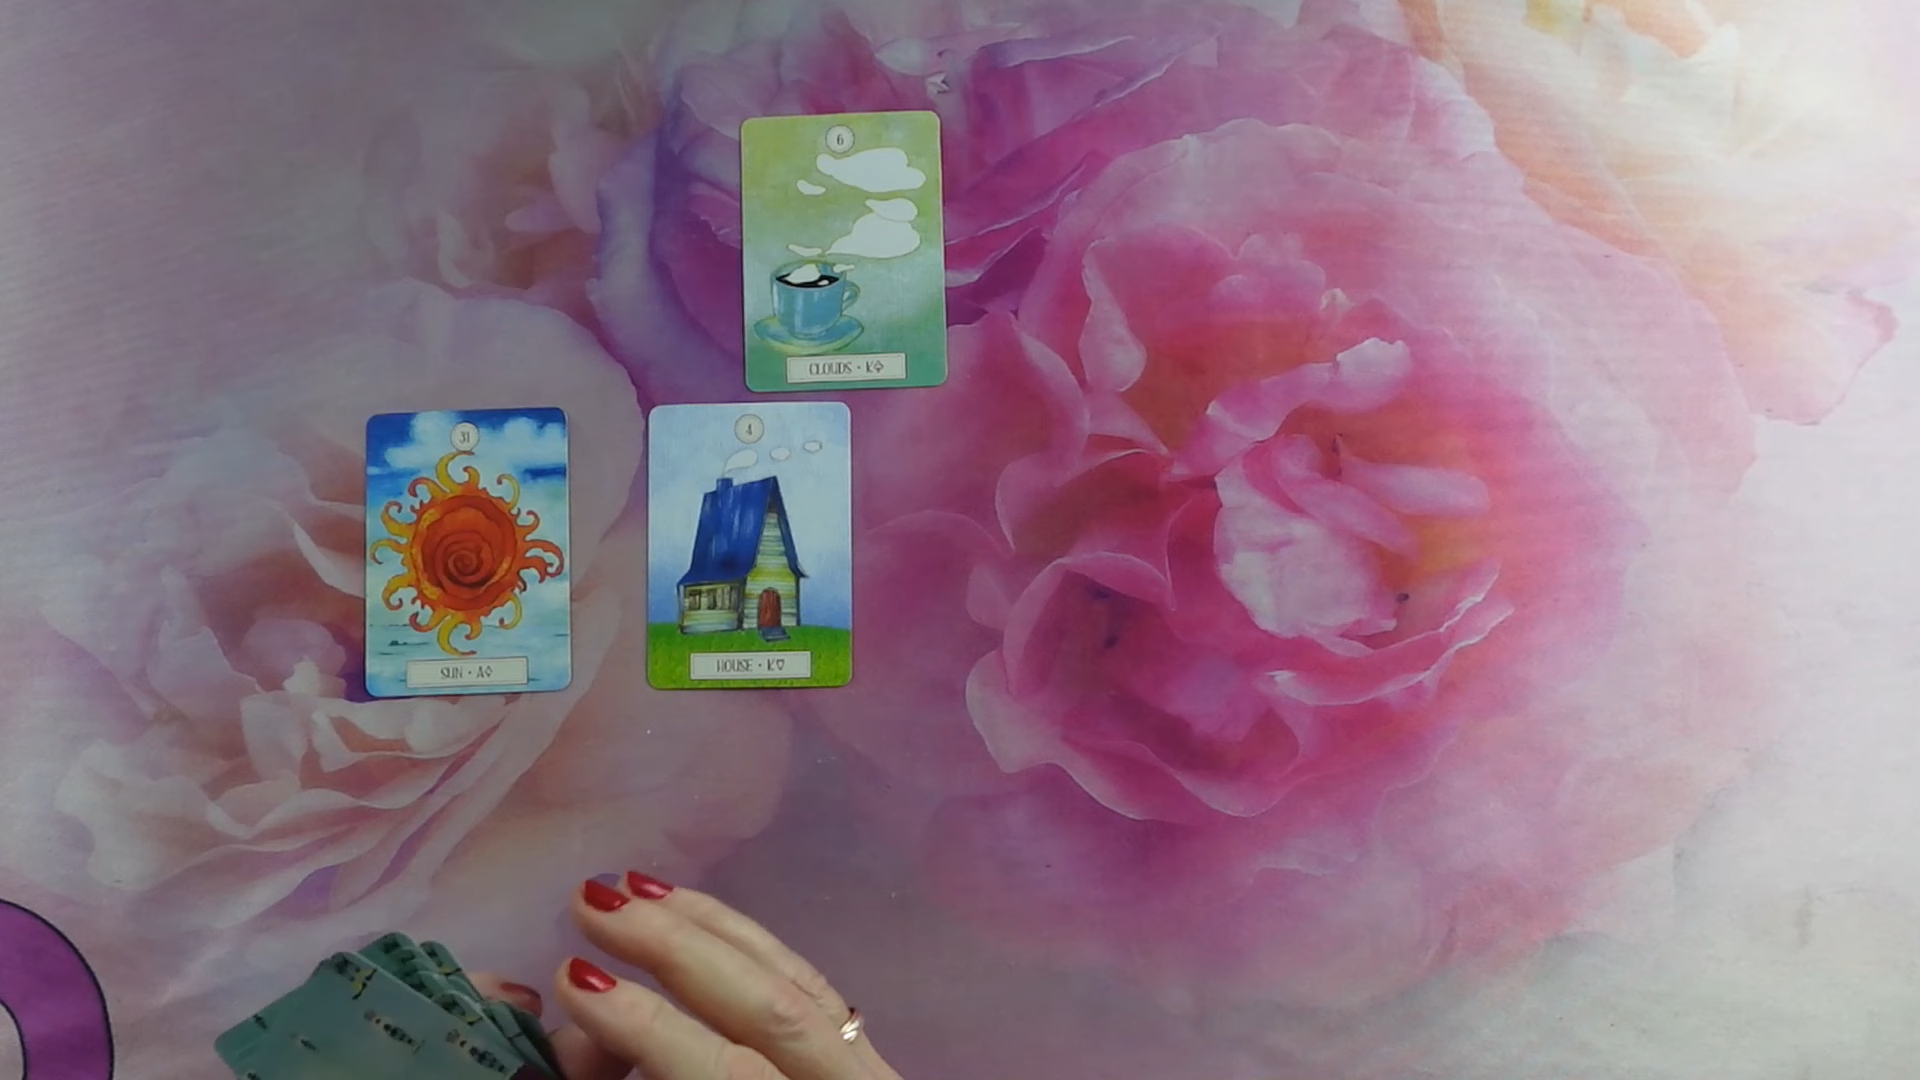 6
CLOUDS • K♤
31
SUN • A♢
4
HOUSE • K♡